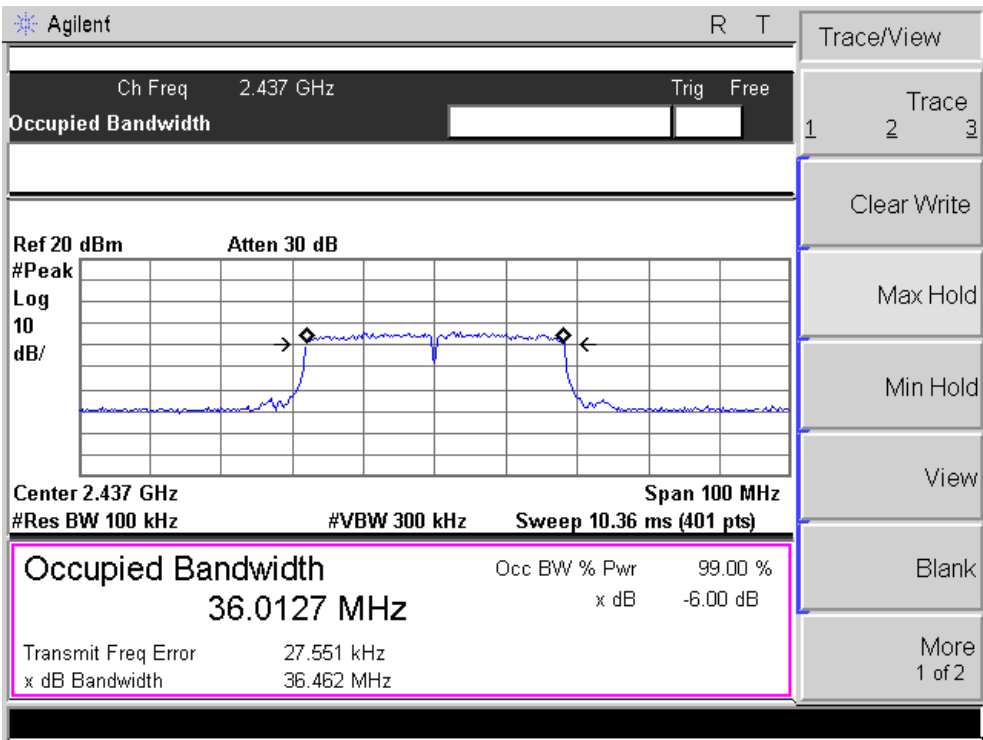 Agilent R T
Ch Freq 2.437 GHz Trig Free
Occupied Bandwidth
Ref 20 dBm Atten 30 dB
#Peak
Log
10
dB/
Center 2.437 GHz Span 100 MHz
#Res BW 100 kHz #VBW 300 kHz Sweep 10.36 ms (401 pts)
Occupied Bandwidth Occ BW % Pwr 99.00 %
36.0127 MHz x dB -6.00 dB
Transmit Freq Error 27.551 kHz
x dB Bandwidth 36.462 MHz
Trace/View
Trace
1 2 3
Clear Write
Max Hold
Min Hold
View
Blank
More
1 of 2